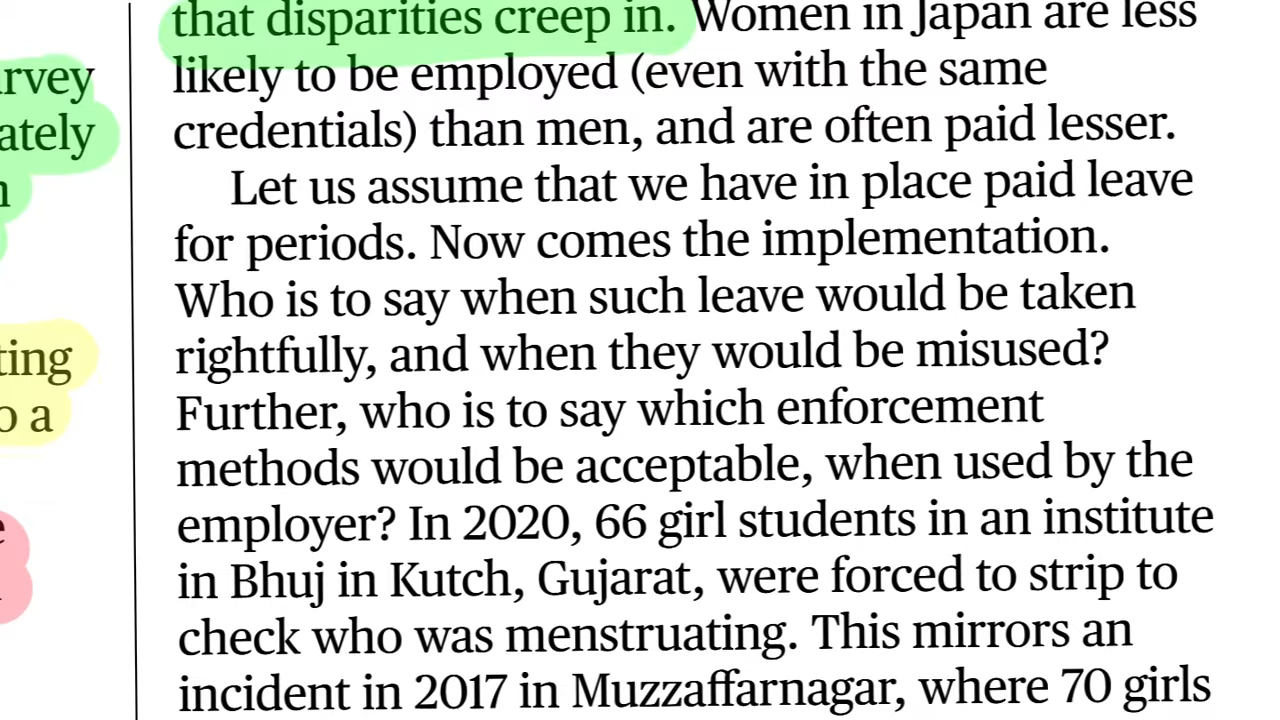 rvey
ately
ting
o a
that disparities creep in. Women in Japan are less
likely to be employed (even with the same
credentials) than men, and are often paid lesser.
Let us assume that we have in place paid leave
for periods. Now comes the implementation.
Who is to say when such leave would be taken
rightfully, and when they would be misused?
Further, who is to say which enforcement
methods would be acceptable, when used by the
employer? In 2020, 66 girl students in an institute
in Bhuj in Kutch, Gujarat, were forced to strip to
check who was menstruating. This mirrors an
incident in 2017 in Muzzaffarnagar, where 70 girls